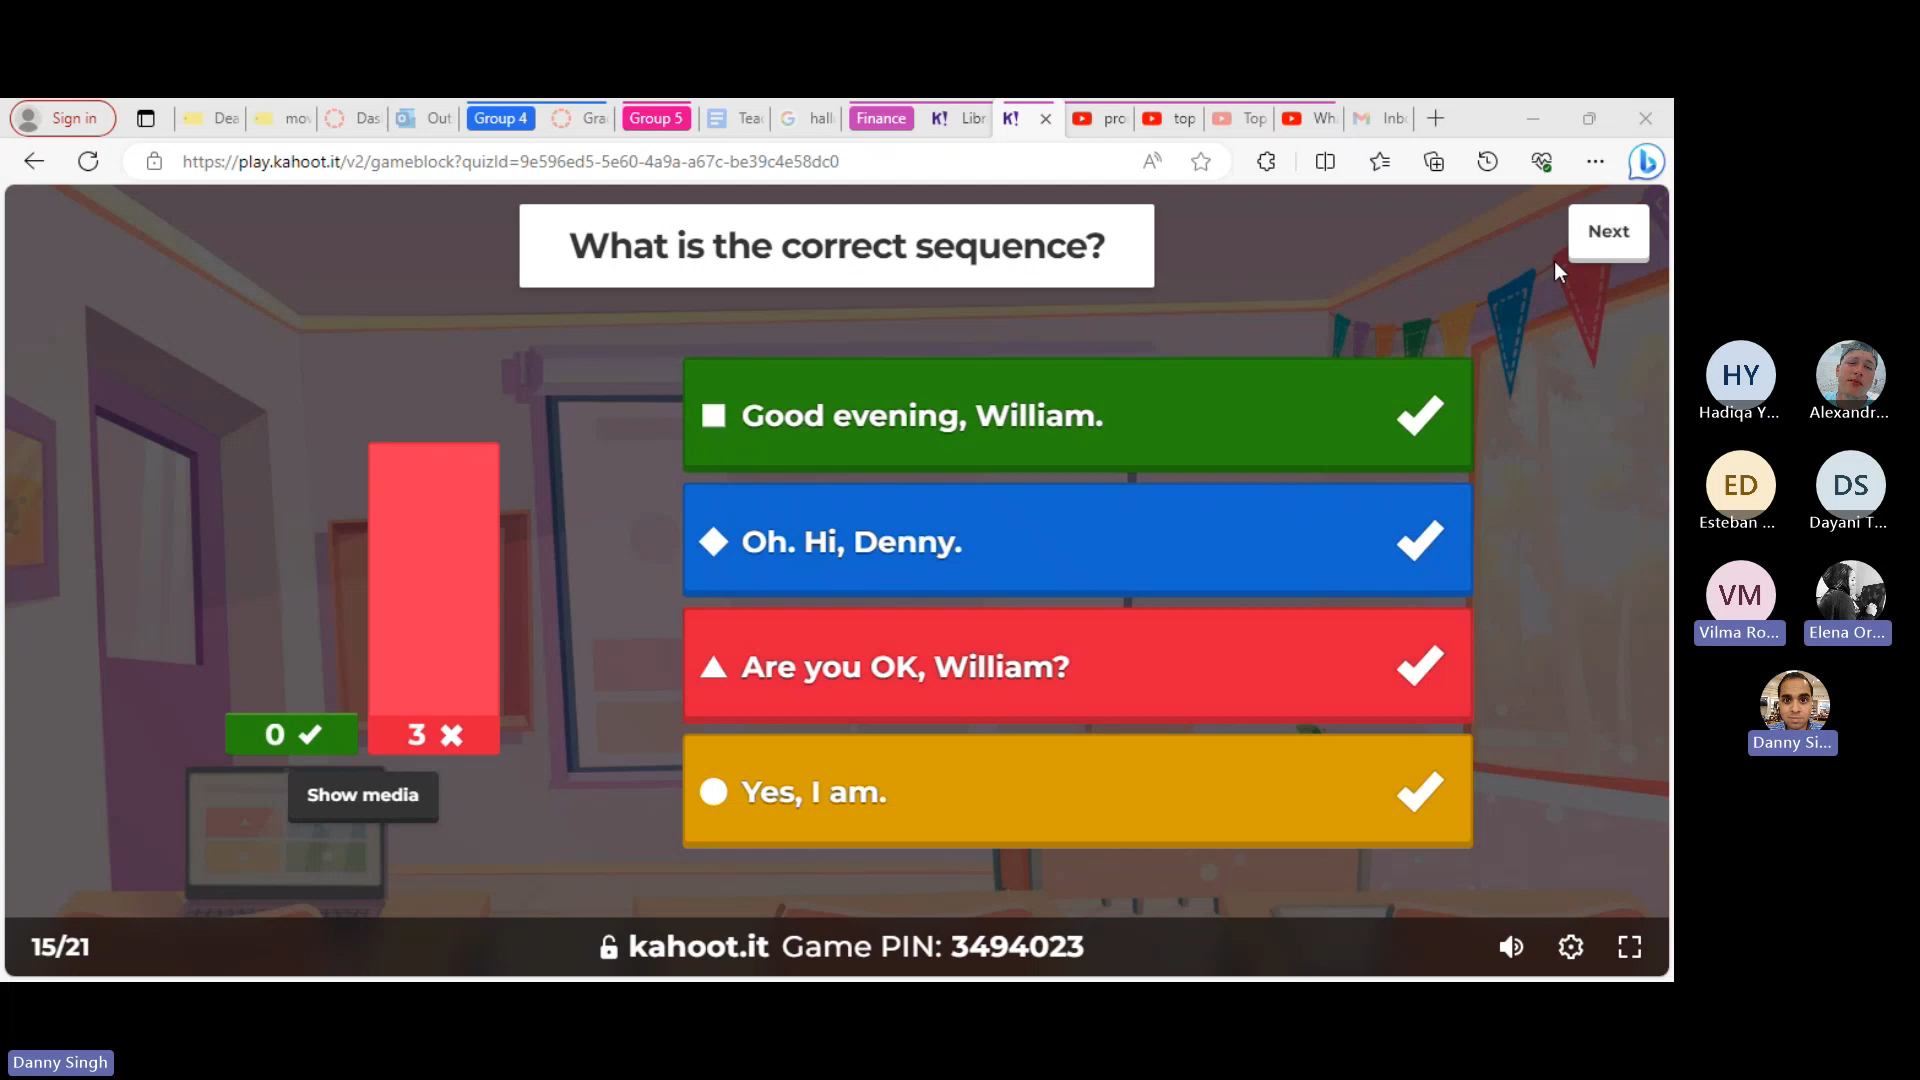 Sign in
Dea
mov
Das
Out
Group 4
Gra
Group 5
Tea
hall
Finance
K! Libr
K!
pro
top
Top
Wh
Inb
https://play.kahoot.it/v2/gameblock?quizId=9e596ed5-5e60-4a9a-a67c-be39c4e58dc0
What is the correct sequence?
Next
Good evening, William.
Oh. Hi, Denny.
Are you OK, William?
Yes, I am.
0
3
Show media
15/21
kahoot.it Game PIN: 3494023
HY
Hadiqa Y...
Alexandr...
ED
Esteban ...
DS
Dayani T...
VM
Vilma Ro...
Elena Or...
Danny Si...
Danny Singh